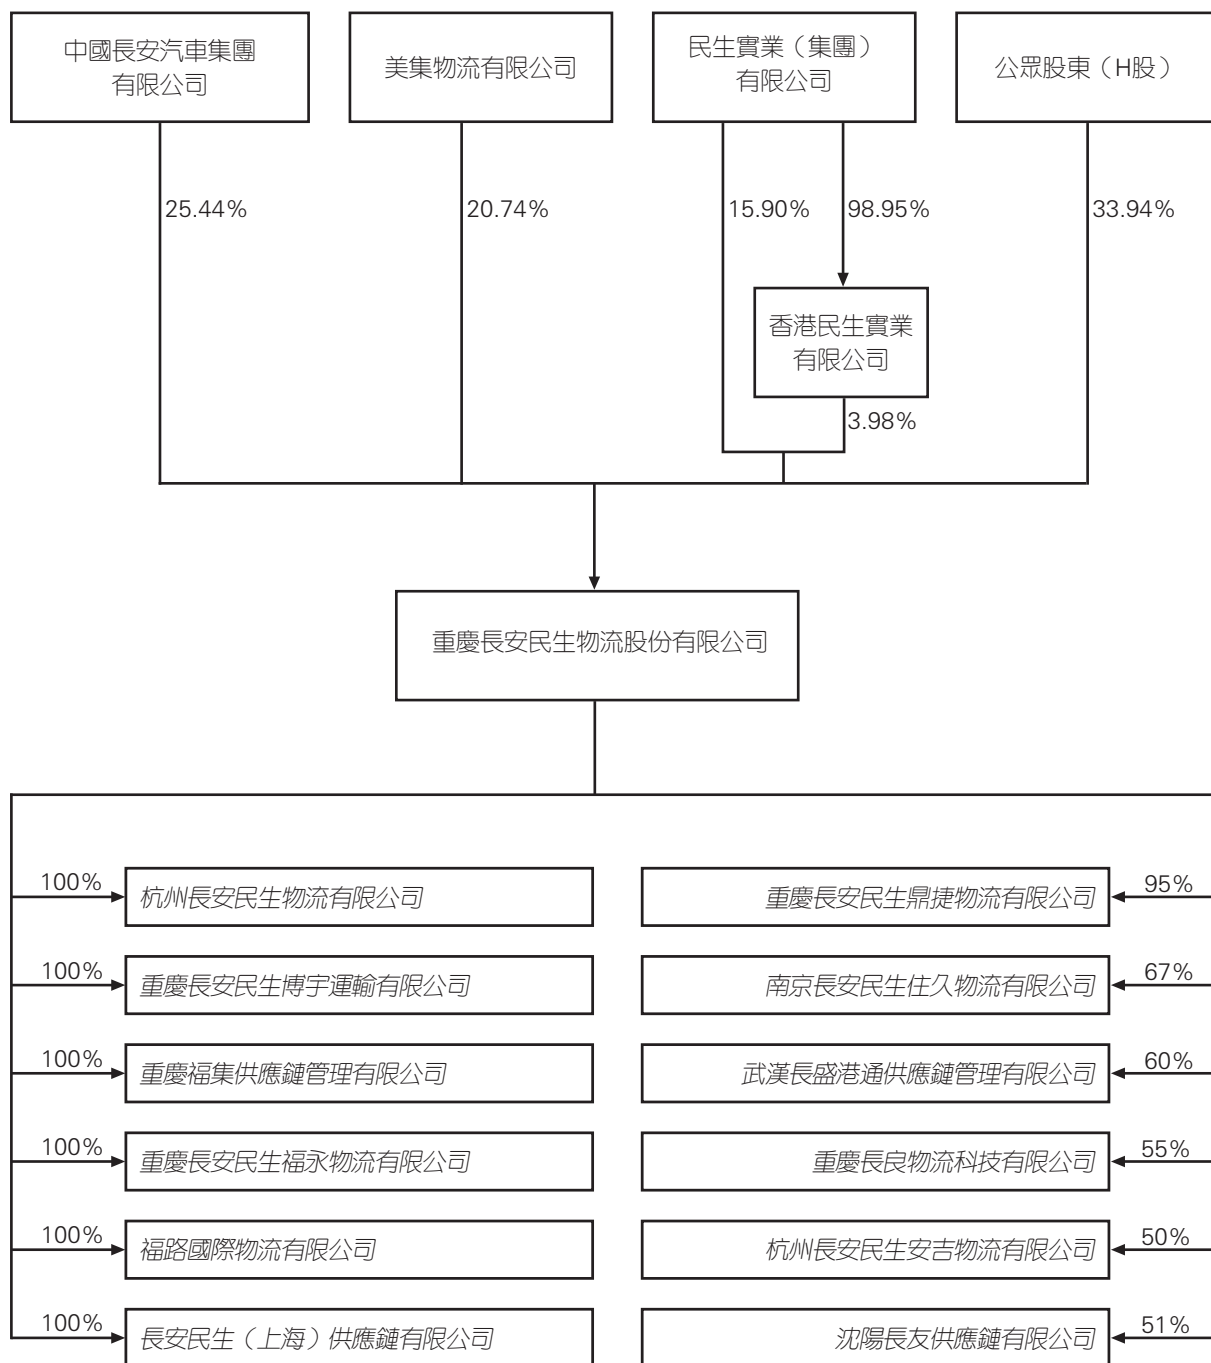 中國長安汽車集團
有限公司
美集物流有限公司
民生實業（集團）
有限公司
公眾股東（H股）
25.44%
20.74%
15.90%
98.95%
33.94%
香港民生實業
有限公司
3.98%
重慶長安民生物流股份有限公司
100%
杭州長安民生物流有限公司
重慶長安民生鼎捷物流有限公司
95%
100%
重慶長安民生博宇運輸有限公司
南京長安民生住久物流有限公司
67%
100%
重慶福集供應鏈管理有限公司
武漢長盛港通供應鏈管理有限公司
60%
100%
重慶長安民生福永物流有限公司
重慶長良物流科技有限公司
55%
100%
福路國際物流有限公司
杭州長安民生安吉物流有限公司
50%
100%
長安民生（上海）供應鏈有限公司
沈陽長友供應鏈有限公司
51%